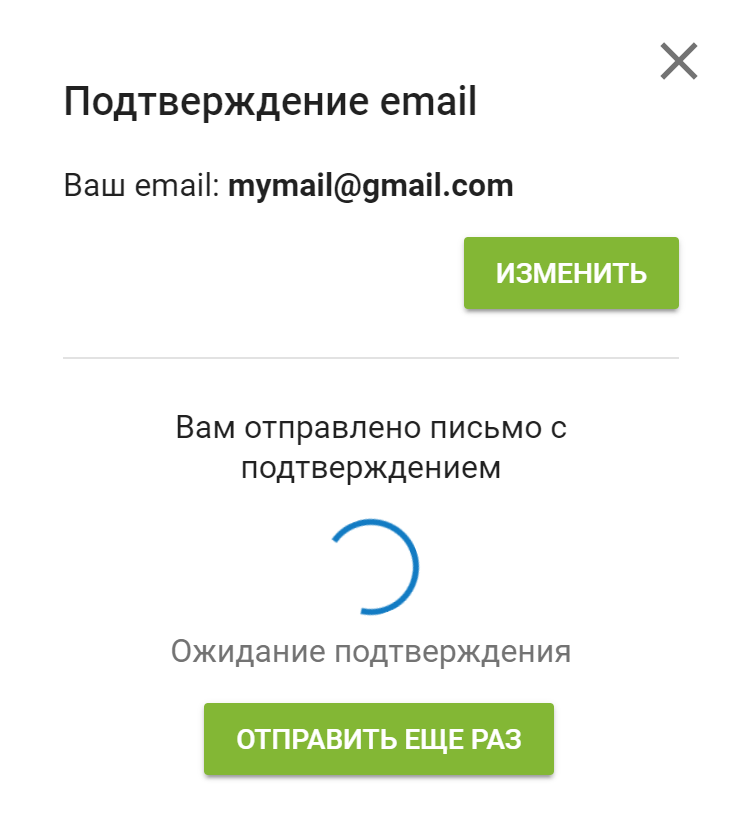 Подтверждение email
Ваш email: mymail@gmail.com
ИЗМЕНИТЬ
Вам отправлено письмо с
подтверждением
Ожидание подтверждения
ОТПРАВИТЬ ЕЩЕ РАЗ